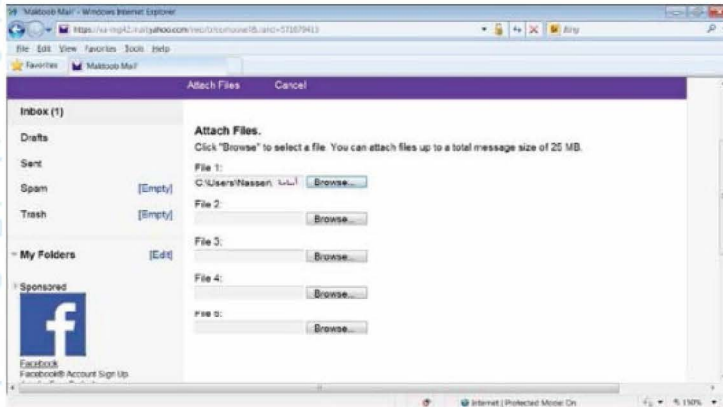 Maktoob Mail - Windows Internet Explorer
Bing
File Edit View Favorites Tools Help
Favorites Maktoob Mail
Attach Files Cancel
Inbox (1)
Drafts
Sent
Spam [Empty]
Trash [Empty]
My Folders [Edit]
Sponsored
Facebook
Facebook® Account Sign Up
Attach Files.
Click "Browse" to select a file. You can attach files up to a total message size of 25 MB.
File 1:
C:\Users\Nasser\ أسامة Browse...
File 2:
Browse...
File 3:
Browse...
File 4:
Browse...
File 5:
Browse...
Internet | Protected Mode: On 150%